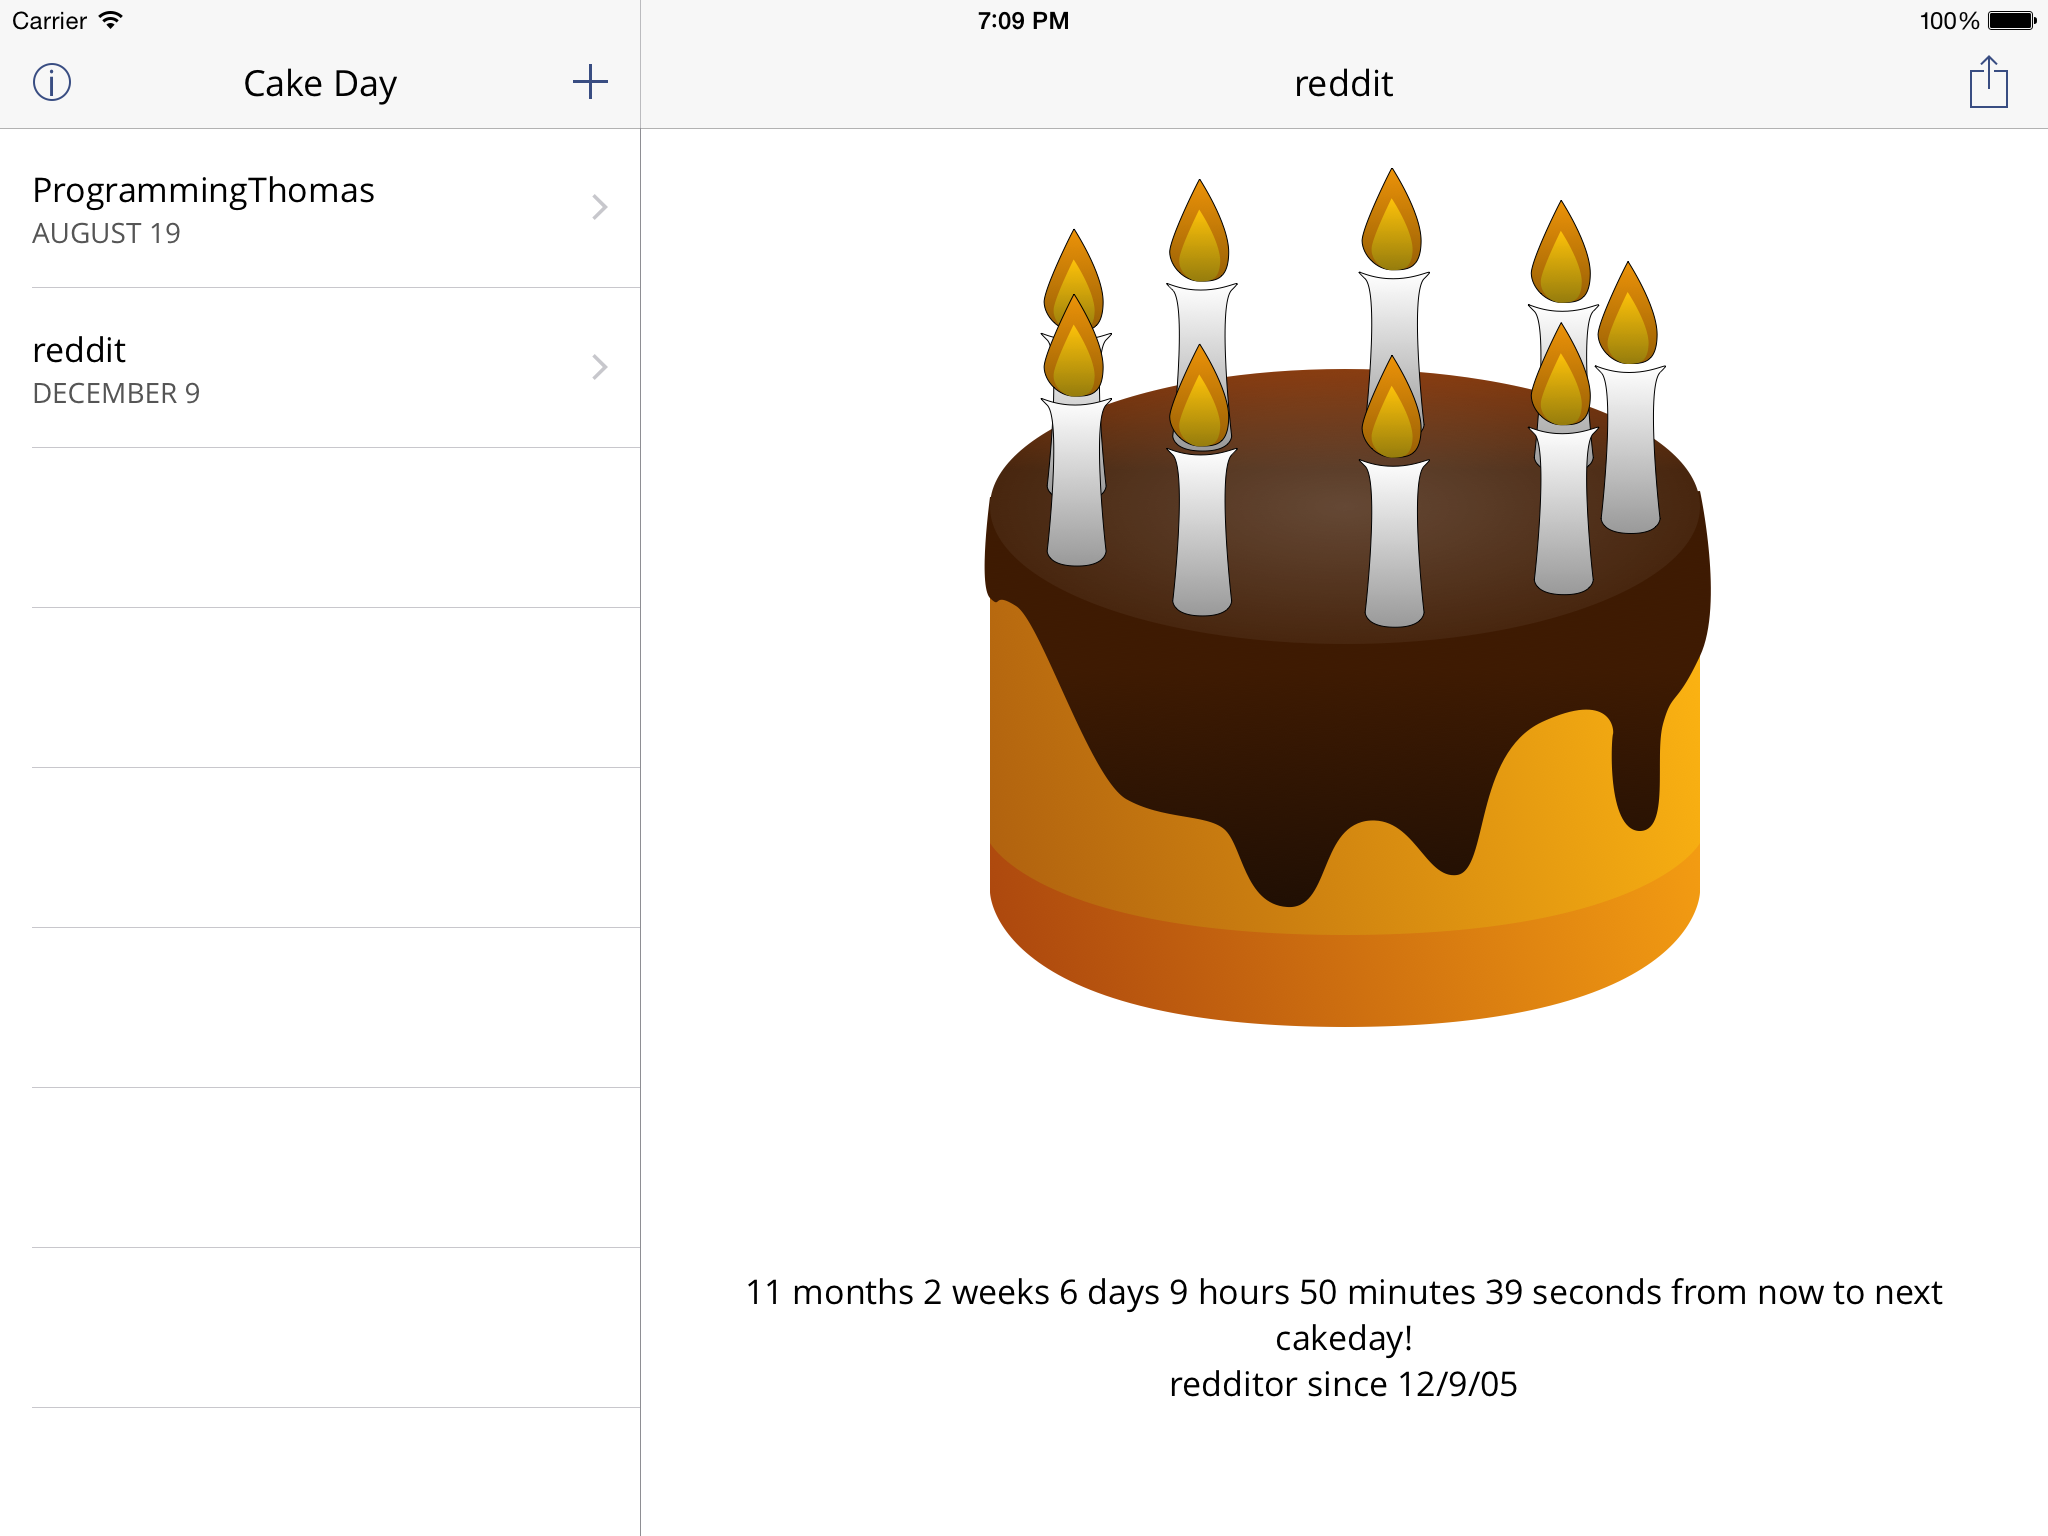 Carrier 7:09 PM 100%
Cake Day
reddit
ProgrammingThomas
AUGUST 19
reddit
DECEMBER 9
11 months 2 weeks 6 days 9 hours 50 minutes 39 seconds from now to next
cakeday!
redditor since 12/9/05